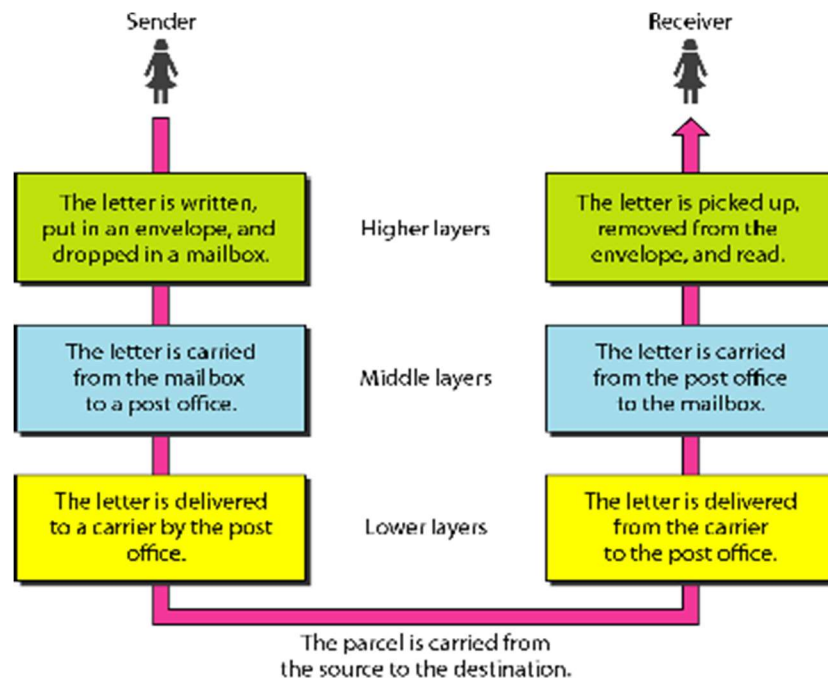 Sender
Receiver
The letter is written,
put in an envelope, and
dropped in a mailbox.
Higher layers
The letter is picked up,
removed from the
envelope, and read.
The letter is carried
from the mailbox
to a post office.
Middle layers
The letter is carried
from the post office
to the mailbox.
The letter is delivered
to a carrier by the post
office.
Lower layers
The letter is delivered
from the carrier
to the post office.
The parcel is carried from
the source to the destination.